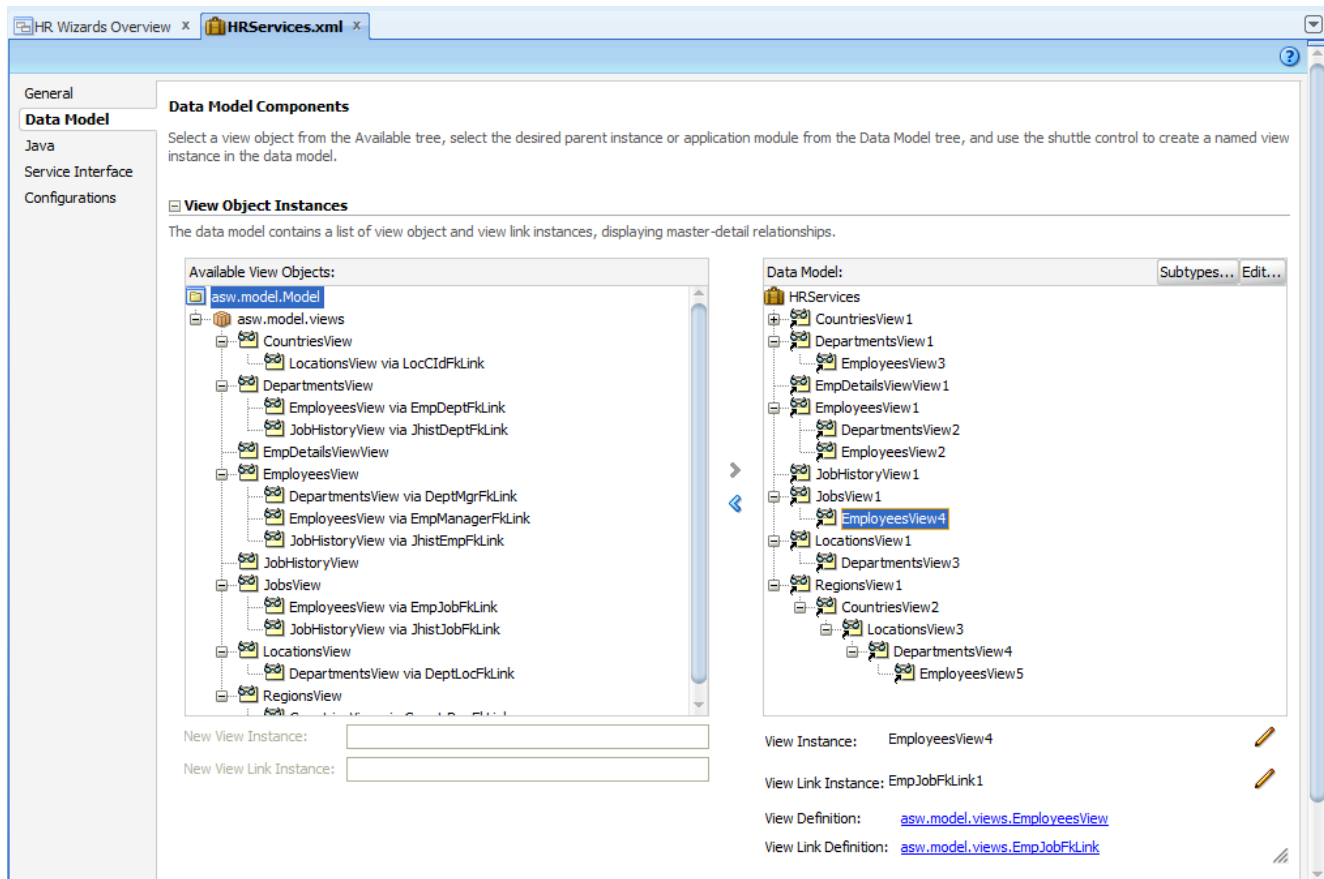 HR Wizards Overview x HRServices.xml x
General
Data Model
Java
Service Interface
Configurations
Data Model Components
Select a view object from the Available tree, select the desired parent instance or application module from the Data Model tree, and use the shuttle control to create a named view
instance in the data model.
View Object Instances
The data model contains a list of view object and view link instances, displaying master-detail relationships.
Available View Objects:
asw.model.Model
asw.model.views
CountriesView
LocationsView via LocCIdFkLink
DepartmentsView
EmployeesView via EmpDeptFkLink
JobHistoryView via JhistDeptFkLink
EmpDetailsViewView
EmployeesView
DepartmentsView via DeptMgrFkLink
EmployeesView via EmpManagerFkLink
JobHistoryView via JhistEmpFkLink
JobHistoryView
JobsView
EmployeesView via EmpJobFkLink
JobHistoryView via JhistJobFkLink
LocationsView
DepartmentsView via DeptLocFkLink
RegionsView
New View Instance:
New View Link Instance:
Data Model: Subtypes... Edit...
HRServices
CountriesView1
DepartmentsView1
EmployeesView3
EmpDetailsViewView1
EmployeesView1
DepartmentsView2
EmployeesView2
JobHistoryView1
JobsView1
EmployeesView4
LocationsView1
DepartmentsView3
RegionsView1
CountriesView2
LocationsView3
DepartmentsView4
EmployeesView5
View Instance: EmployeesView4
View Link Instance: EmpJobFkLink1
View Definition: asw.model.views.EmployeesView
View Link Definition: asw.model.views.EmpJobFkLink